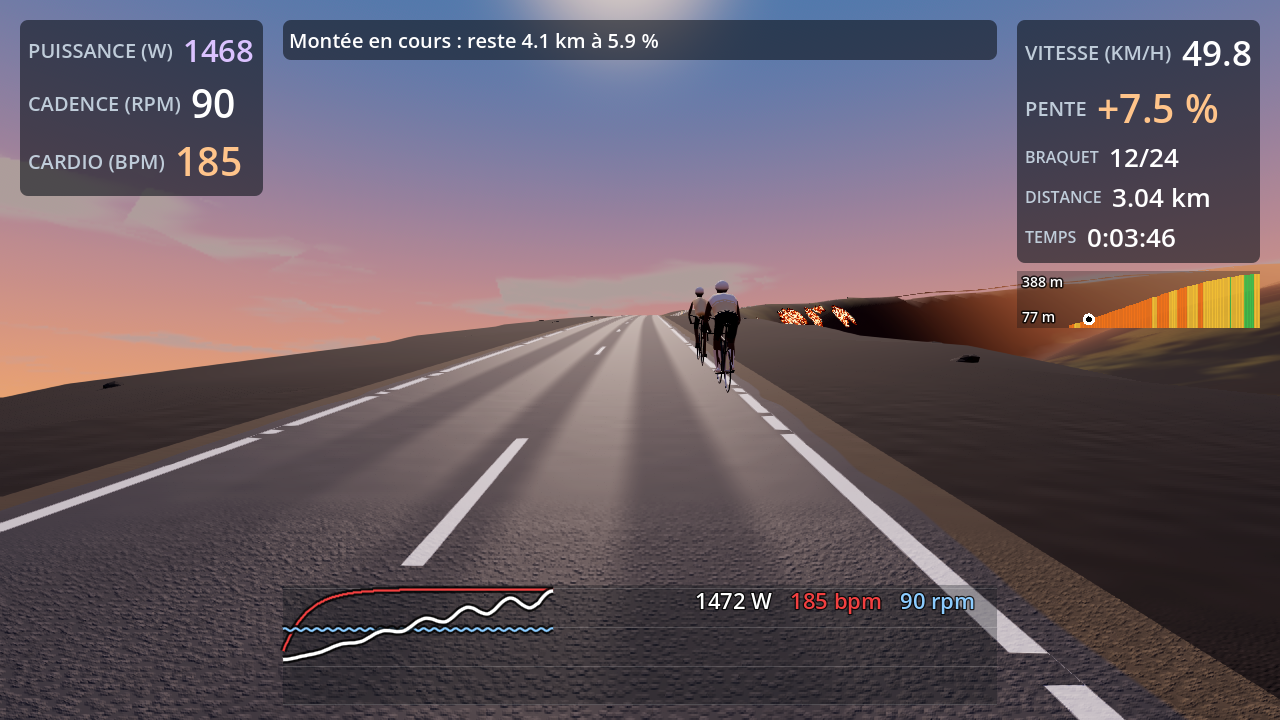 PUISSANCE (W) 1468
CADENCE (RPM) 90
CARDIO (BPM) 185
Montée en cours : reste 4.1 km à 5.9 %
VITESSE (KM/H) 49.8
PENTE +7.5 %
BRAQUET 12/24
DISTANCE 3.04 km
TEMPS 0:03:46
388 m
77 m
1472 W 185 bpm 90 rpm